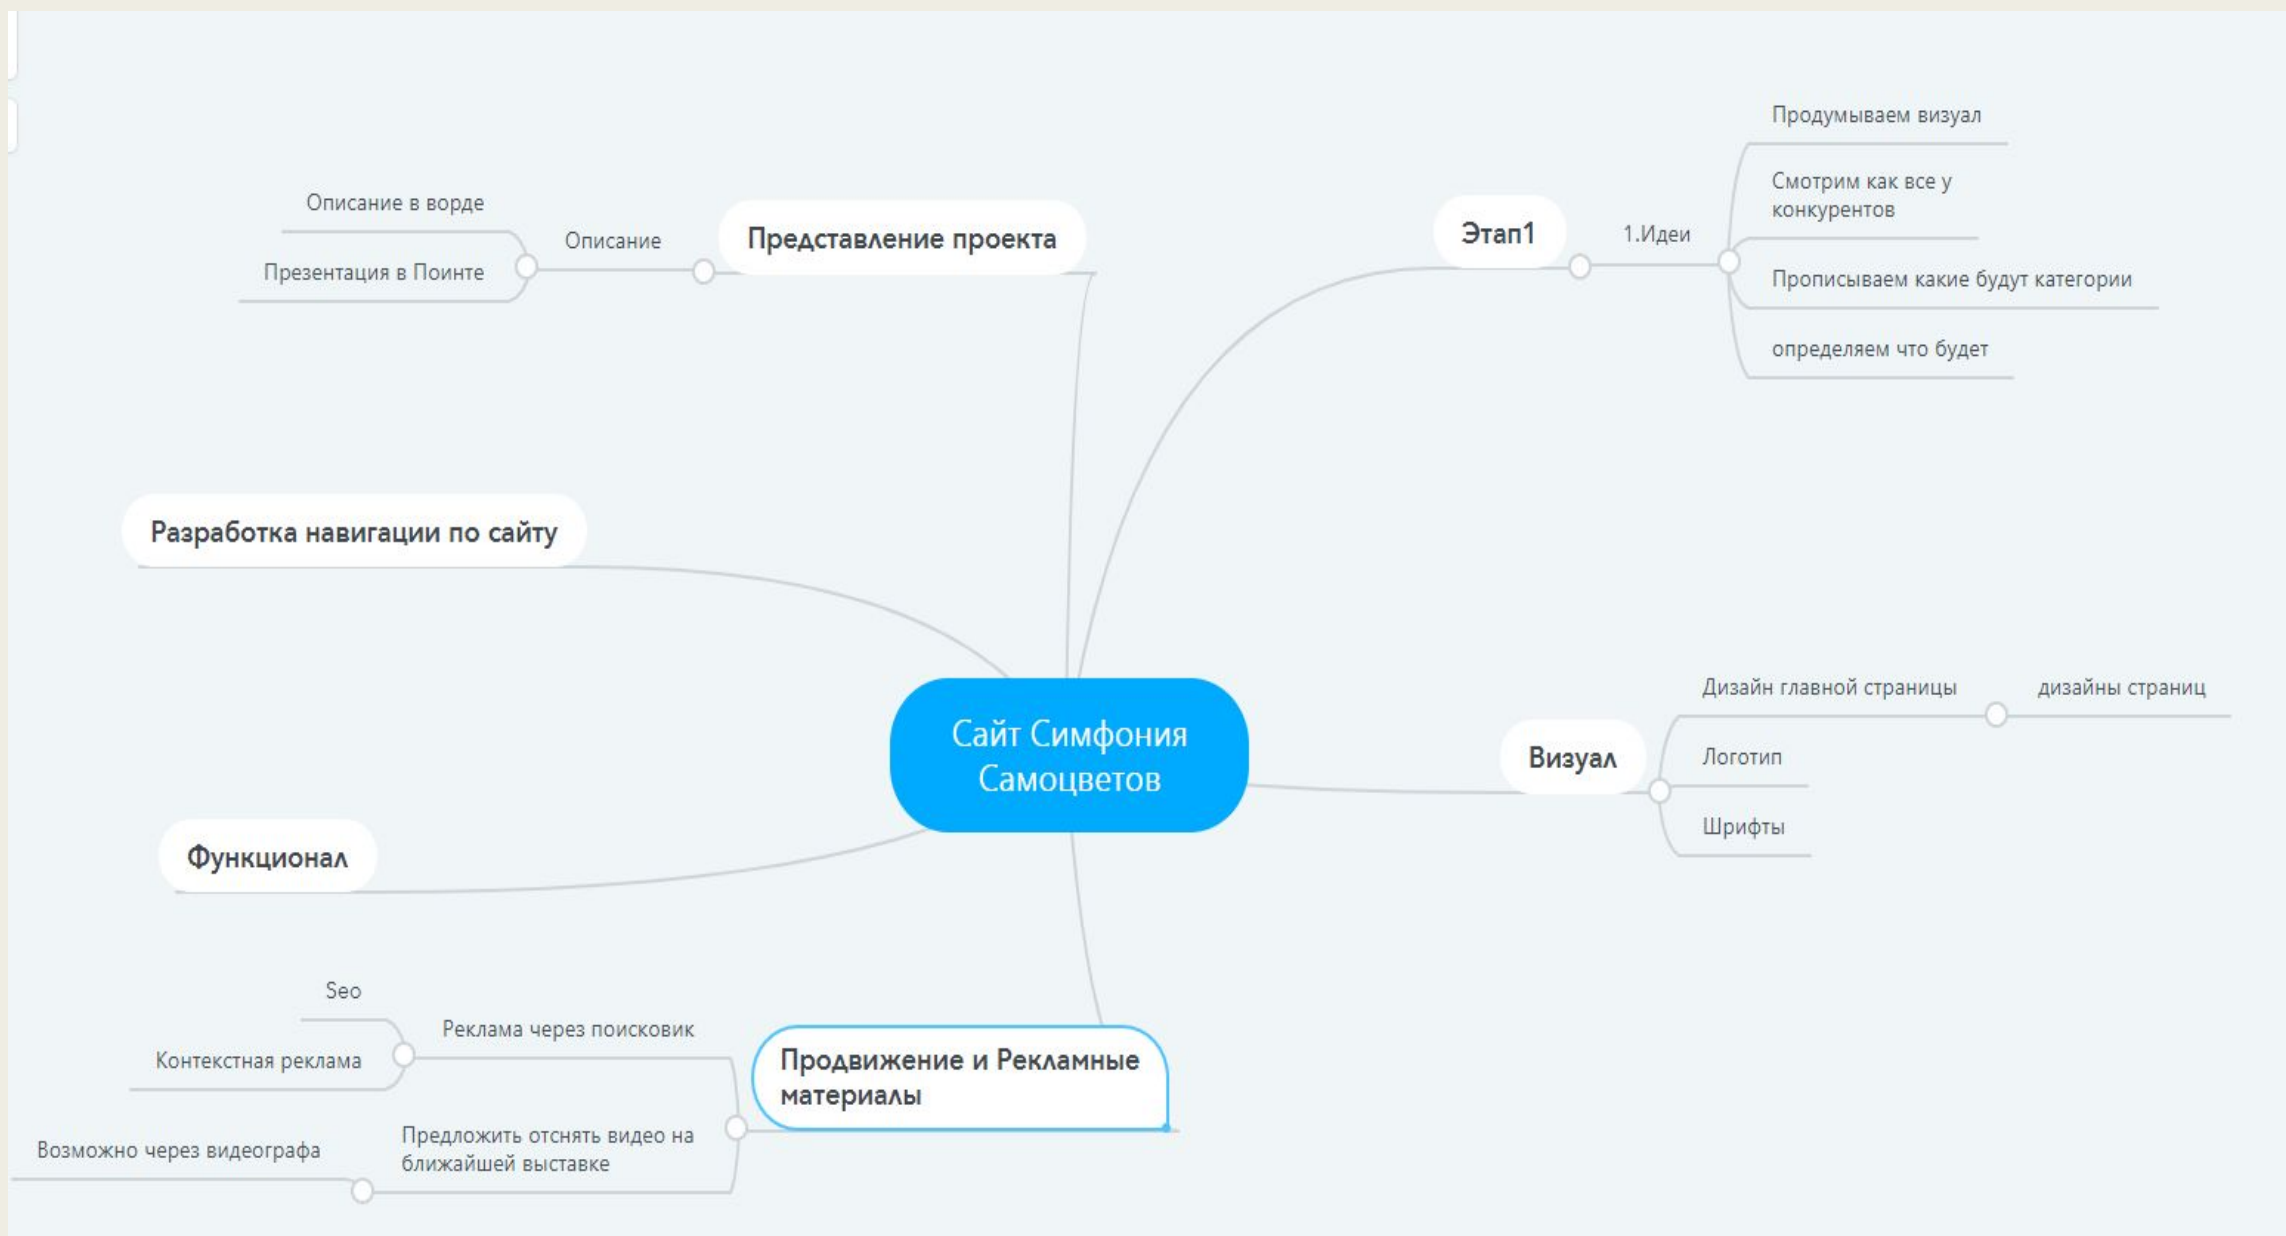 Продумываем визуал
Смотрим как все у
конкурентов
Этап1
1.Идеи
Прописываем какие будут категории
определяем что будет
Описание в ворде
Описание
Представление проекта
Презентация в Поинте
Разработка навигации по сайту
Сайт Симфония
Самоцветов
Дизайн главной страницы
дизайны страниц
Визуал
Логотип
Шрифты
Функционал
Seo
Реклама через поисковик
Контекстная реклама
Продвижение и Рекламные
материалы
Предложить отснять видео на
ближайшей выставке
Возможно через видеографа